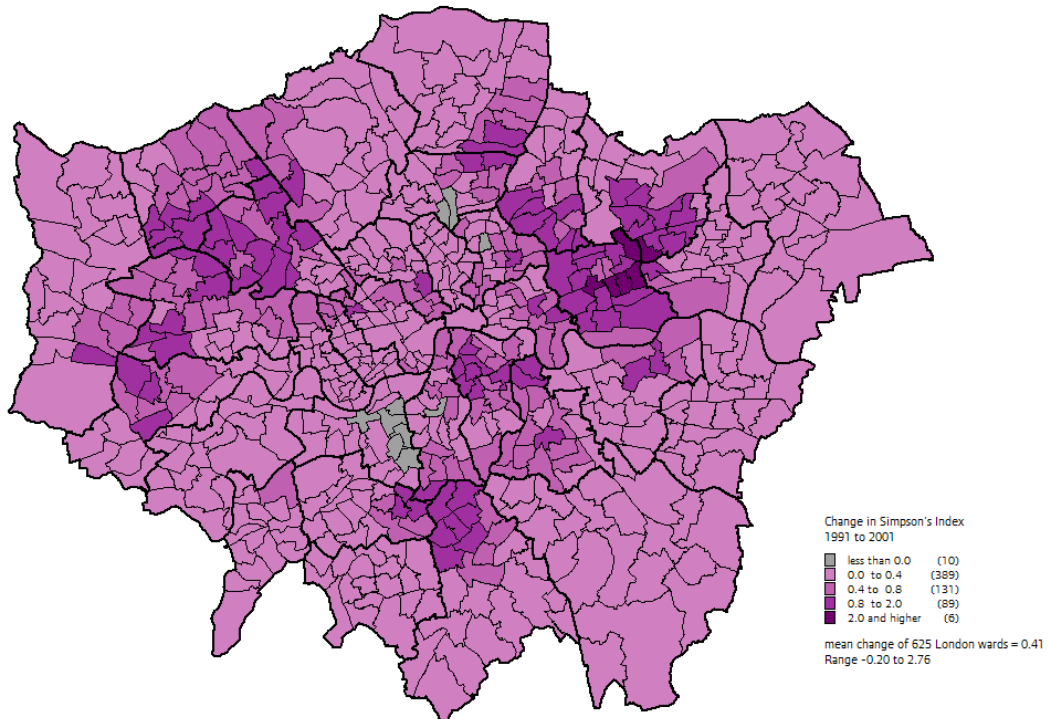 Change in Simpson's Index
1991 to 2001
less than 0.0 (10)
0.0 to 0.4 (389)
0.4 to 0.8 (131)
0.8 to 2.0 (89)
2.0 and higher (6)
mean change of 625 London wards = 0.41
Range -0.20 to 2.76